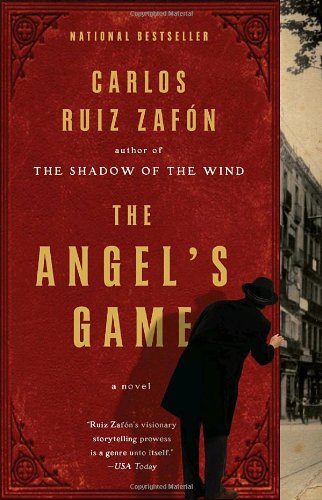 NATIONAL BESTSELLER
CARLOS
RUIZ ZAFÓN
author of
THE SHADOW OF THE WIND
THE
ANGEL'S
GAME
a novel
"Ruiz Zafón's visionary
storytelling prowess
is a genre unto itself."
—USA Today